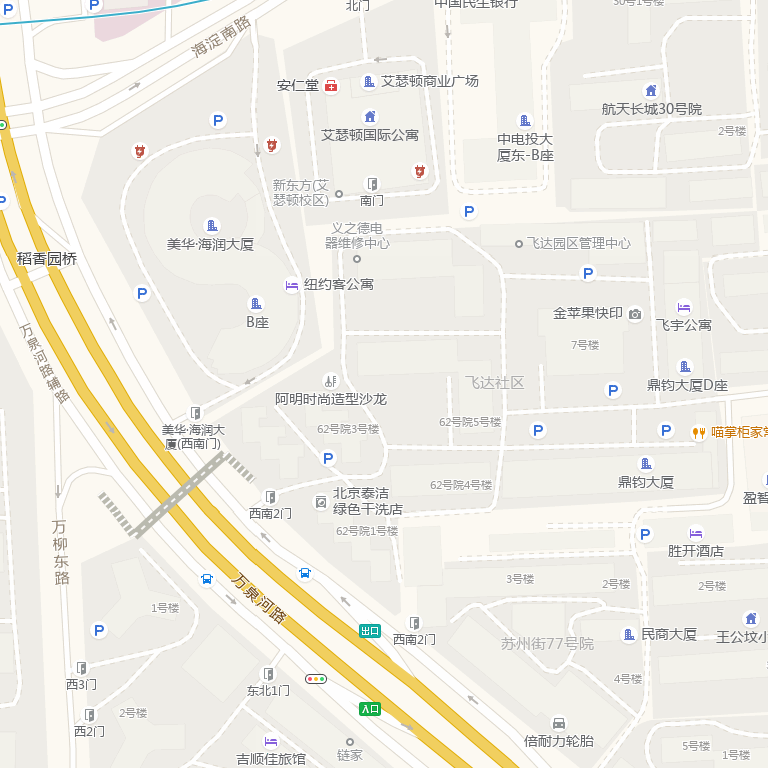 P
P
北门
中国民生银行
30号1号楼
海淀南路
安仁堂
艾瑟顿商业广场
航天长城30号院
P
艾瑟顿国际公寓
中电投大
厦东-B座
2号楼
新东方(艾
瑟顿校区)
南门
P
P
义之德电
器维修中心
飞达园区管理中心
美华·海润大厦
稻香园桥
P
纽约客公寓
P
B座
金苹果快印
飞宇公寓
7号楼
万泉河路辅路
飞达社区
鼎钧大厦D座
阿明时尚造型沙龙
P
美华·海润大
厦(西南门)
62号院3号楼
62号院5号楼
P
P
喵掌柜家常
P
62号院4号楼
鼎钧大厦
北京泰洁
绿色干洗店
西南2门
盈智
万柳东路
62号院1号楼
P
胜开酒店
万泉河路
3号楼
2号楼
2号楼
1号楼
P
出口
西南2门
苏州街77号院
民商大厦
王公坟小
西3门
东北1门
4号楼
A口
2号楼
西2门
倍耐力轮胎
吉顺佳旅馆
链家
5号楼
1号楼